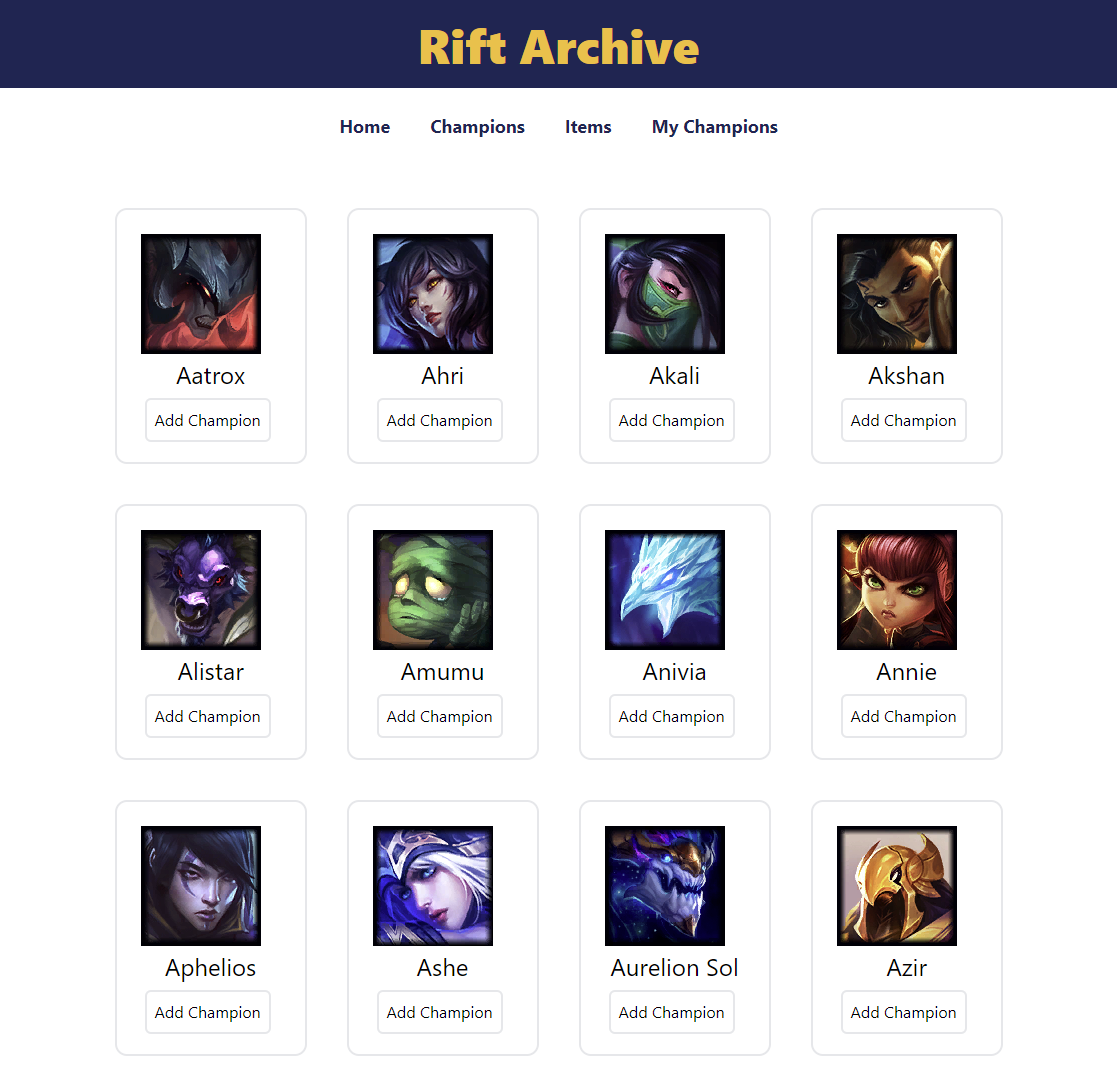 Rift Archive
Home Champions Items My Champions
Aatrox Ahri Akali Akshan
Add Champion Add Champion Add Champion Add Champion
Alistar Amumu Anivia Annie
Add Champion Add Champion Add Champion Add Champion
Aphelios Ashe Aurelion Sol Azir
Add Champion Add Champion Add Champion Add Champion